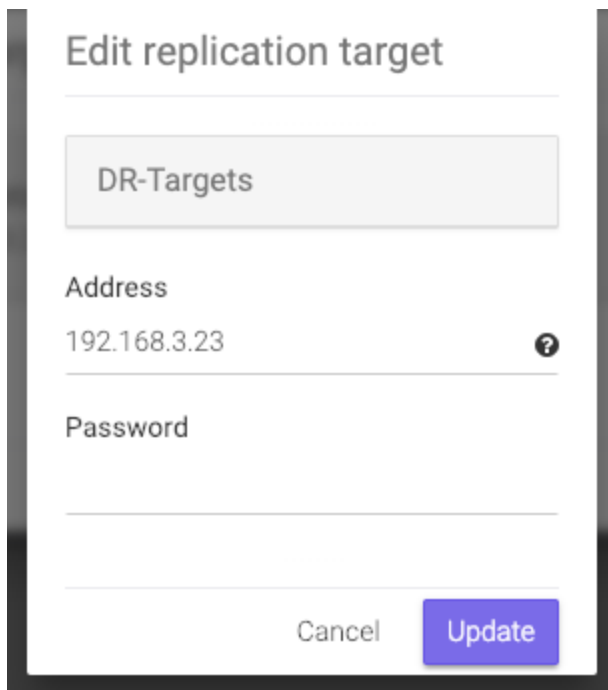 Edit replication target
DR-Targets
Address
192.168.3.23
Password
Cancel
Update